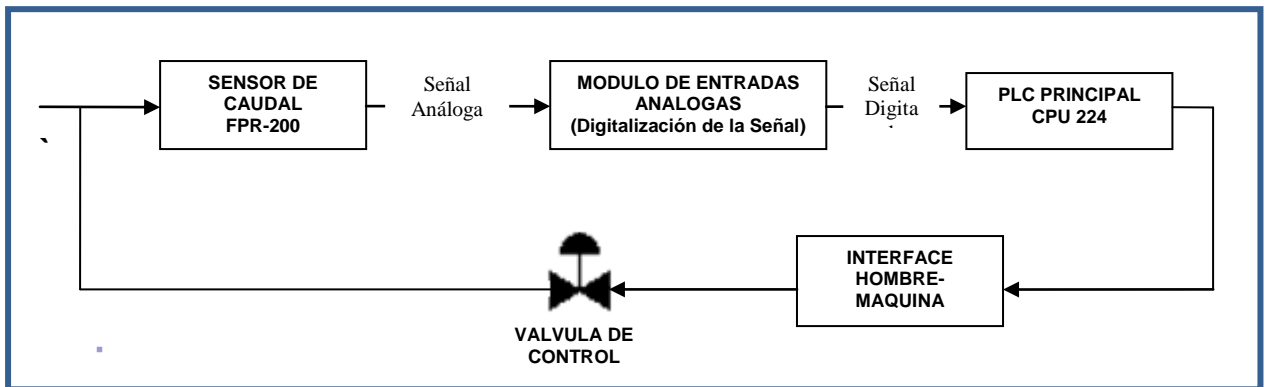 SENSOR DE
CAUDAL
FPR-200
Señal
Análoga
MODULO DE ENTRADAS
ANALOGAS
(Digitalización de la Señal)
Señal
Digita
PLC PRINCIPAL
CPU 224
INTERFACE
HOMBRE-
MAQUINA
VALVULA DE
CONTROL